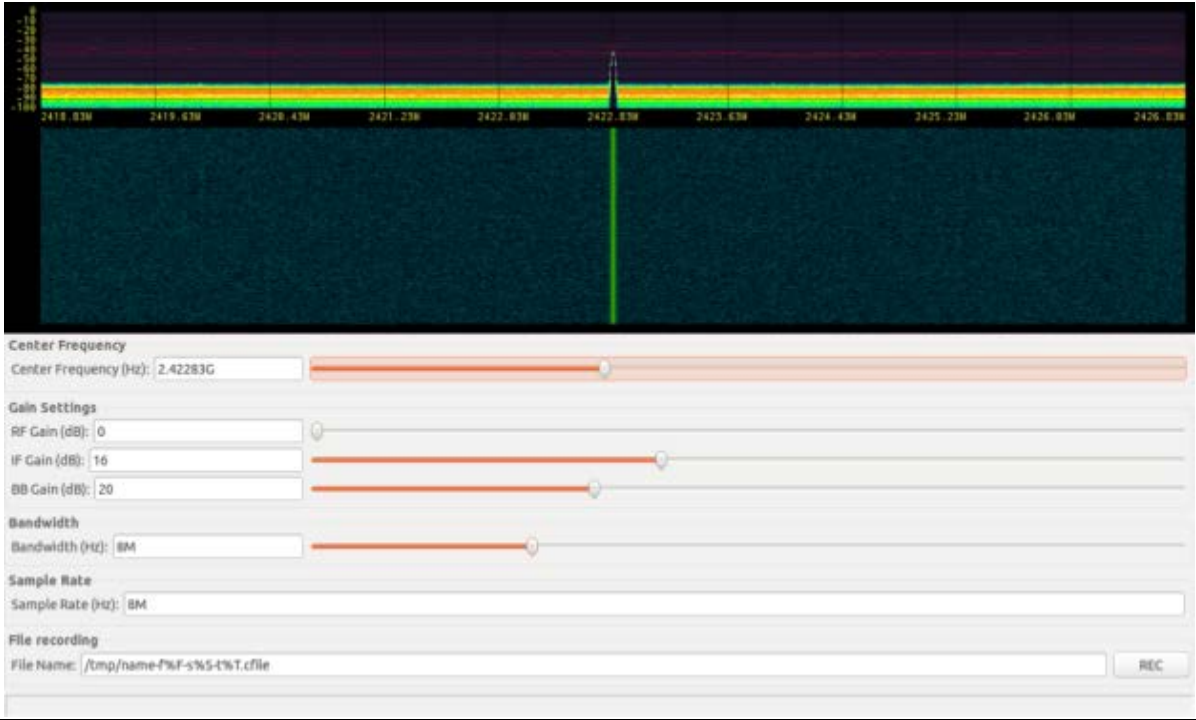 2418.83M 2419.63M 2420.43M 2421.23M 2422.03M 2422.83M 2423.63M 2424.43M 2425.23M 2426.03M 2426.83M
Center Frequency
Center Frequency (Hz): 2.42283G
Gain Settings
RF Gain (dB): 0
IF Gain (dB): 16
BB Gain (dB): 20
Bandwidth
Bandwidth (Hz): 8M
Sample Rate
Sample Rate (Hz): 8M
File recording
File Name: /tmp/name-f%F-s%S-t%T.cfile REC